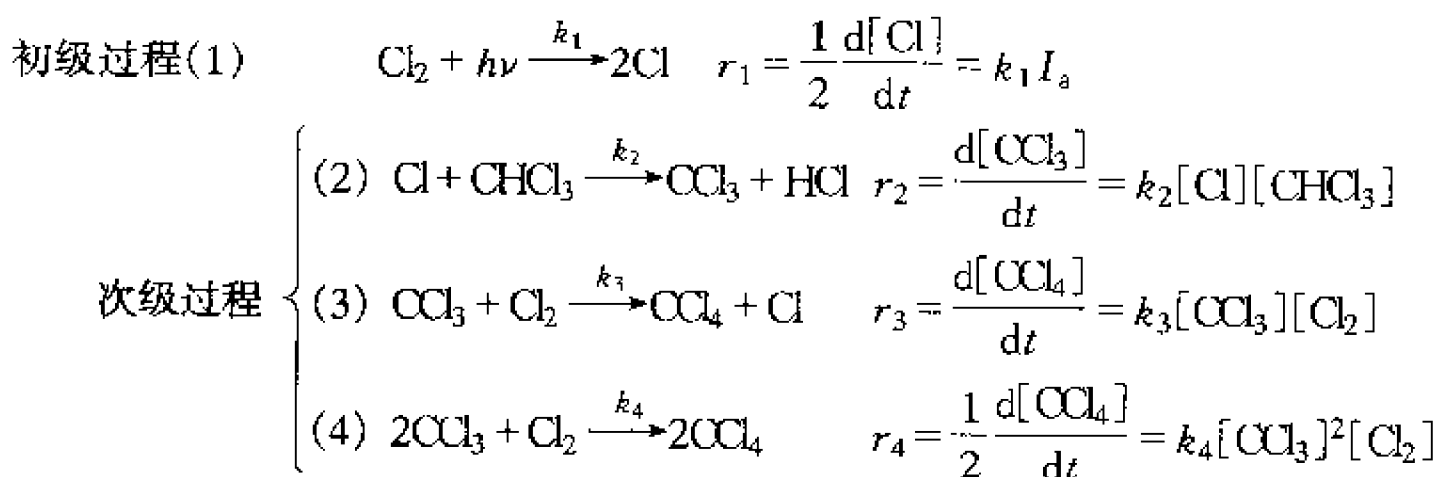 初级过程(1) Cl₂ + hν —k₁→ 2Cl r₁ = 1/2 d[Cl]/dt = k₁Iₐ
次级过程
(2) Cl + CHCl₃ —k₂→ CCl₃ + HCl r₂ = d[CCl₃]/dt = k₂[Cl][CHCl₃]
(3) CCl₃ + Cl₂ —k₃→ CCl₄ + Cl r₃ = d[CCl₄]/dt = k₃[CCl₃][Cl₂]
(4) 2CCl₃ + Cl₂ —k₄→ 2CCl₄ r₄ = 1/2 d[CCl₄]/dt = k₄[CCl₃]²[Cl₂]